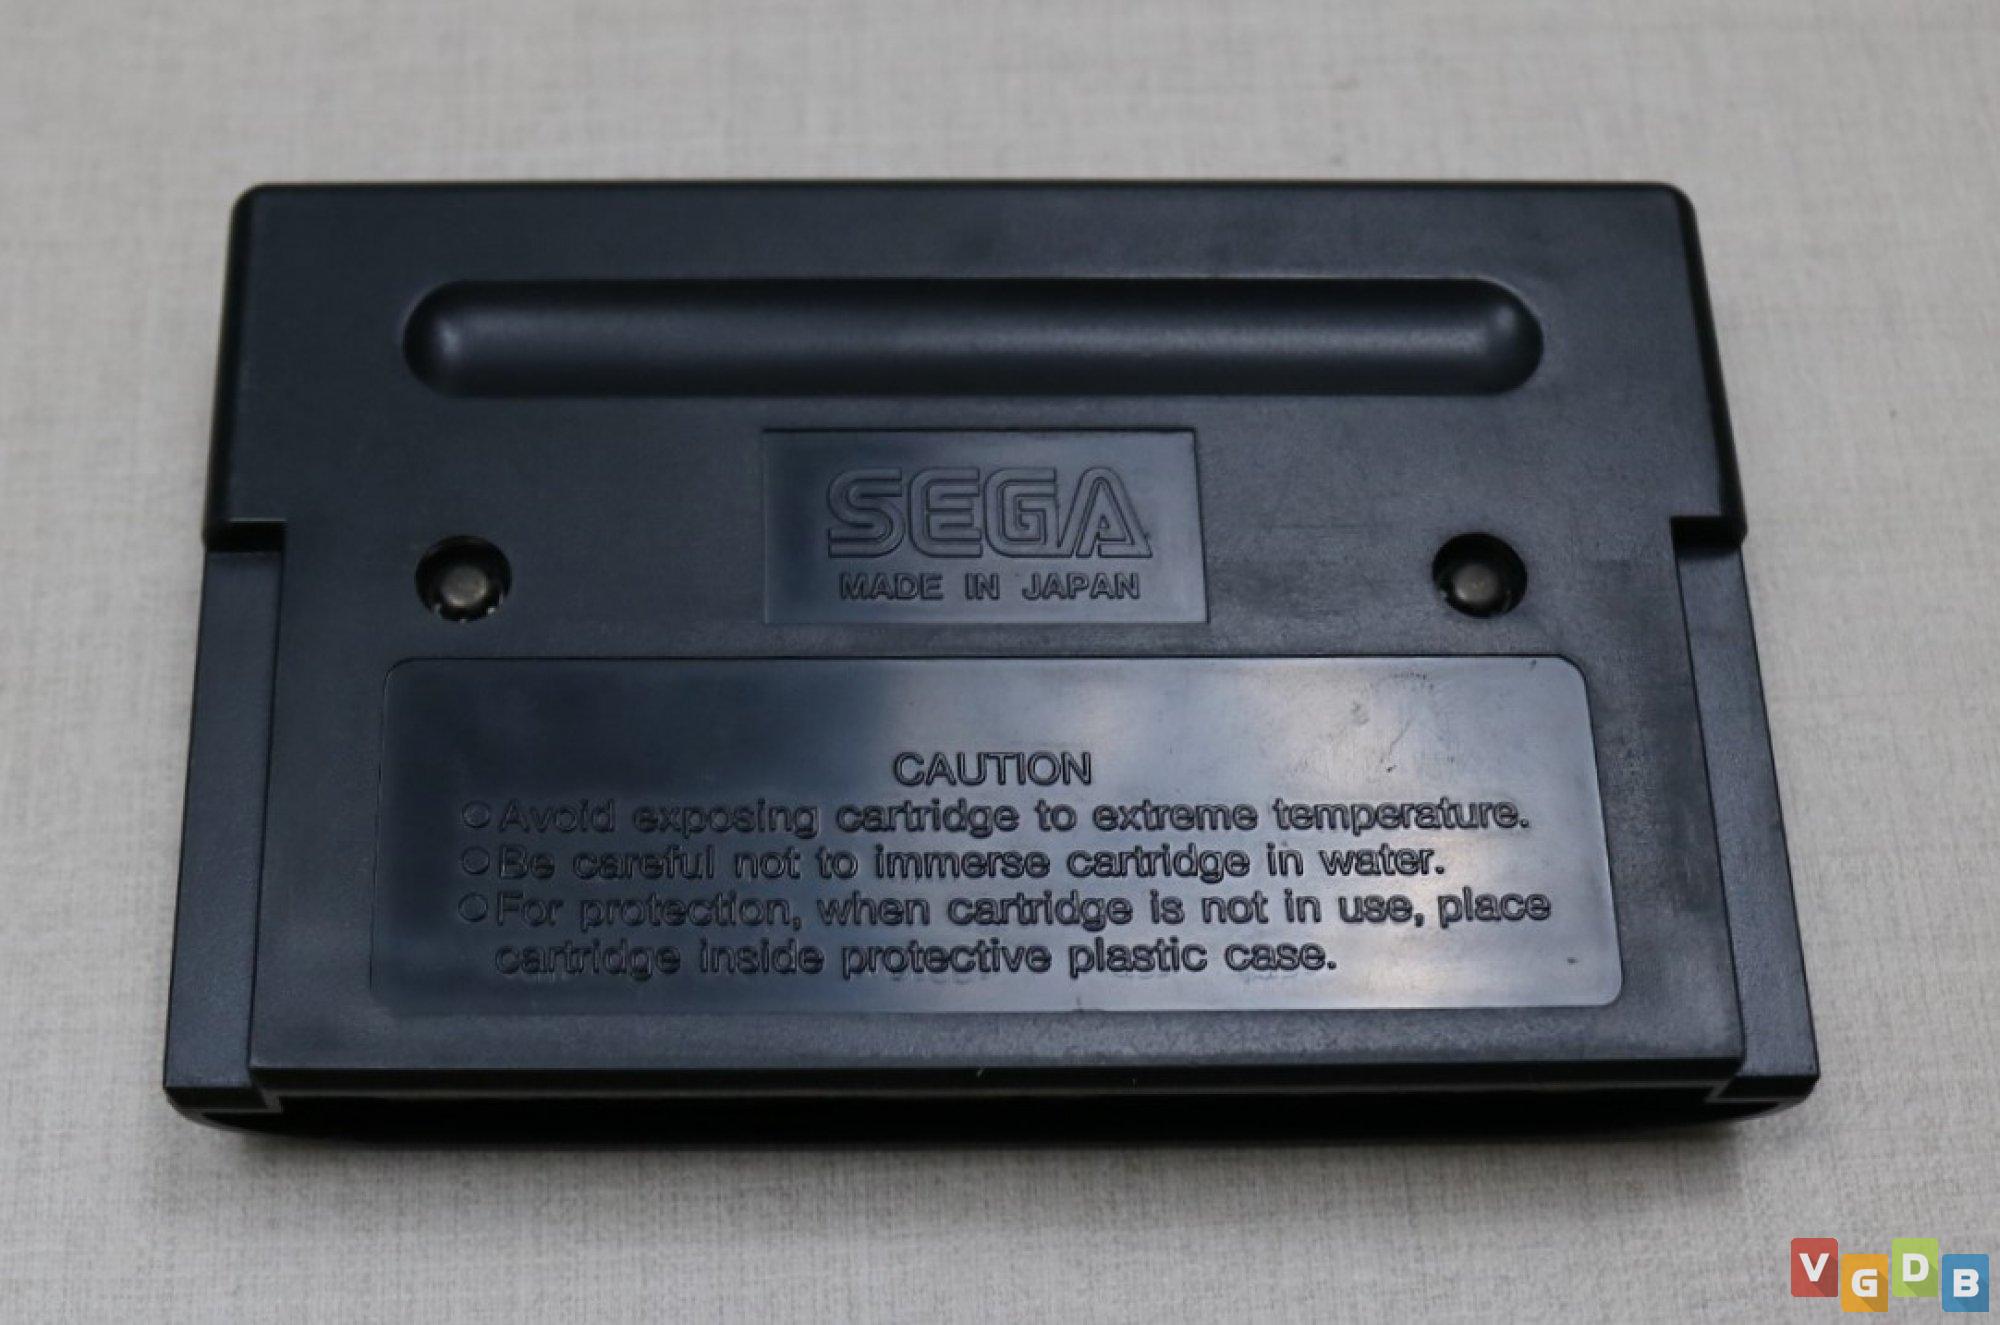 SEGA
MADE IN JAPAN
CAUTION
Avoid exposing cartridge to extreme temperature.
Be careful not to immerse cartridge in water.
For protection, when cartridge is not in use, place
cartridge inside protective plastic case.
VGDB